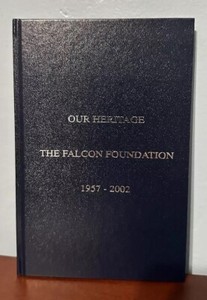 OUR HERITAGE
THE FALCON FOUNDATION
1957 - 2002